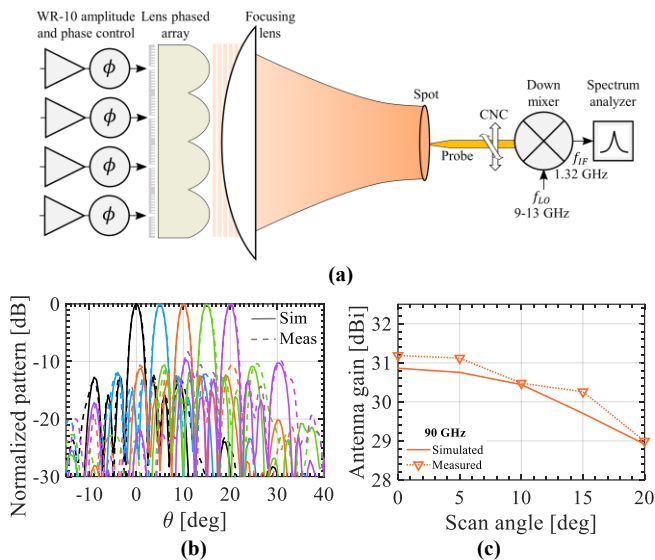 WR-10 amplitude
and phase control
Lens phased
array
Focusing
lens
ϕ
ϕ
ϕ
ϕ
Spot
Probe
CNC
Down
mixer
Spectrum
analyzer
f_IF
1.32 GHz
f_LO
9-13 GHz
(a)
Normalized pattern [dB]
0
-10
-20
-30
Sim
Meas
-10 0 10 20 30 40
θ [deg]
(b)
Antenna gain [dBi]
32
31
30
29
28
90 GHz
Simulated
Measured
0 5 10 15 20
Scan angle [deg]
(c)